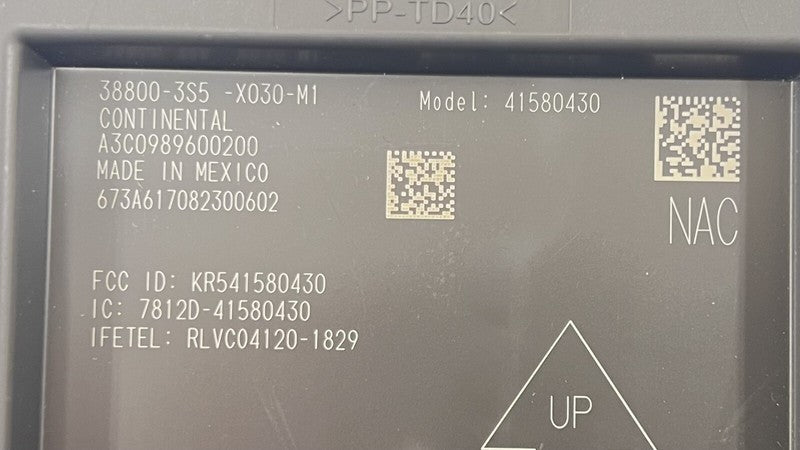 >PP-TD40<
38800-3S5 -X030-M1
CONTINENTAL
A3C0989600200
MADE IN MEXICO
673A617082300602
Model: 41580430
NAC
FCC ID: KR541580430
IC: 7812D-41580430
IFETEL: RLVC04120-1829
UP